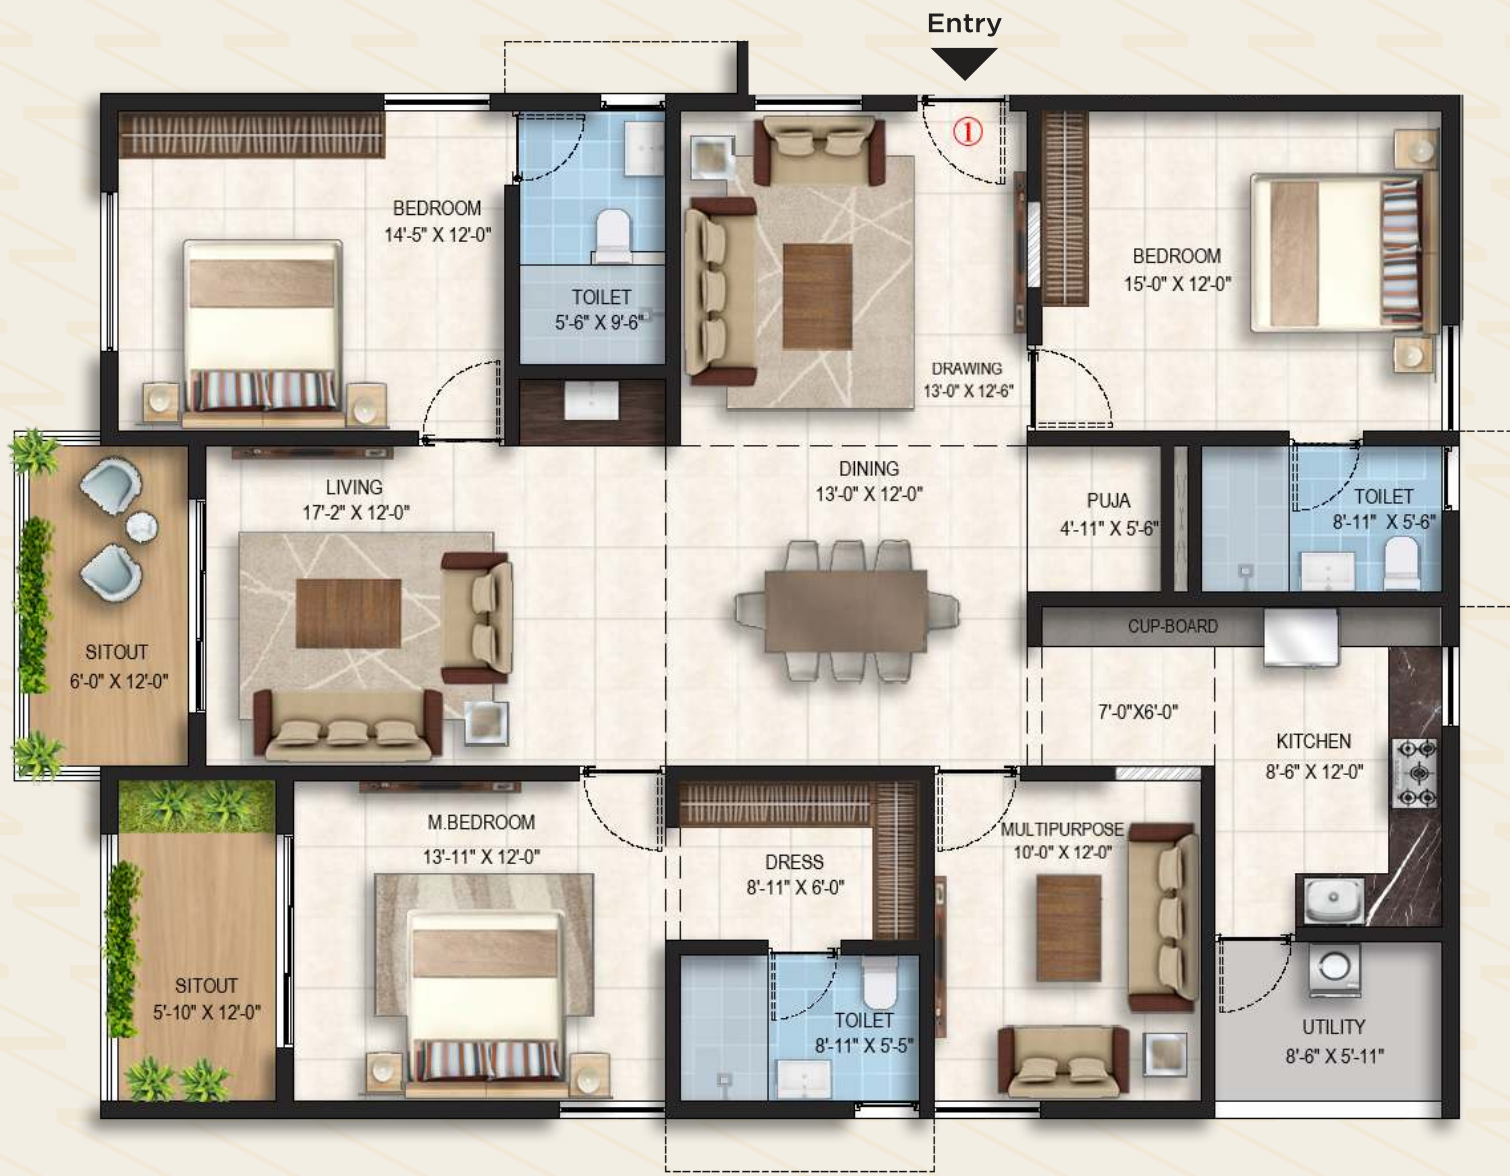 Entry
①
BEDROOM
14'-5" X 12'-0"
TOILET
5'-6" X 9'-6"
DRAWING
13'-0" X 12'-6"
BEDROOM
15'-0" X 12'-0"
LIVING
17'-2" X 12'-0"
DINING
13'-0" X 12'-0"
PUJA
4'-11" X 5'-6"
TOILET
8'-11" X 5'-6"
SITOUT
6'-0" X 12'-0"
CUP-BOARD
7'-0"X6'-0"
KITCHEN
8'-6" X 12'-0"
M.BEDROOM
13'-11" X 12'-0"
DRESS
8'-11" X 6'-0"
MULTIPURPOSE
10'-0" X 12'-0"
SITOUT
5'-10" X 12'-0"
TOILET
8'-11" X 5'-5"
UTILITY
8'-6" X 5'-11"